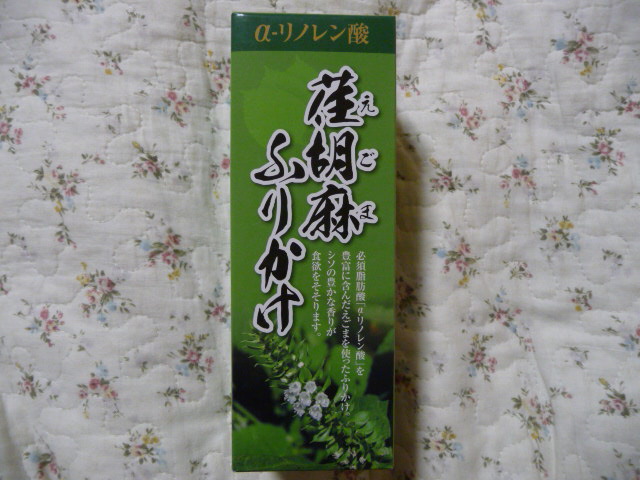 α-リノレン酸
荏胡麻
えごま
ふりかけ
必須脂肪酸「α-リノレン酸」を
豊富に含んだえごまを使ったふりかけ。
シソの豊かな香りが
食欲をそそります。